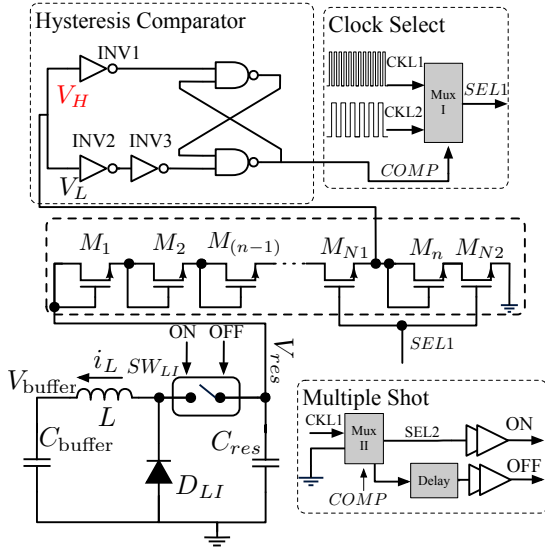 Hysteresis Comparator
Clock Select
INV1
V_H
INV2
INV3
V_L
CKL1
CKL2
Mux
I
SEL1
COMP
M_1
M_2
M_(n−1)
M_N1
M_n
M_N2
SEL1
ON
OFF
V_res
i_L
SW_LI
V_buffer
L
C_buffer
D_LI
C_res
Multiple Shot
CKL1
Mux
II
SEL2
ON
OFF
Delay
COMP